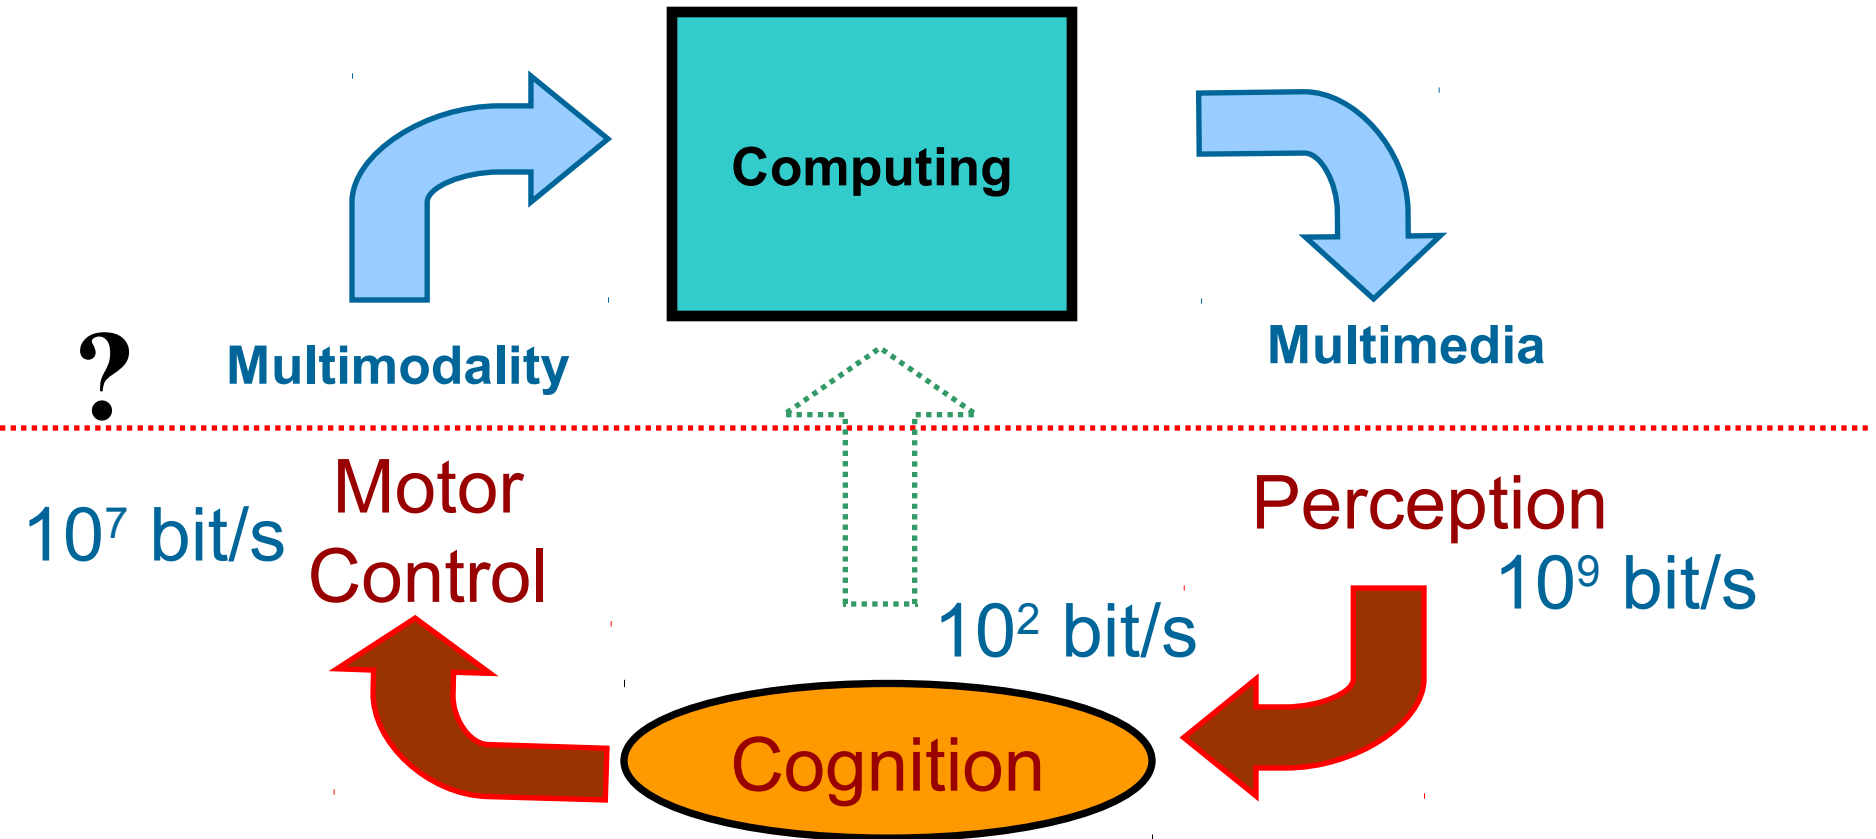 Computing
?
Multimodality
Multimedia
Motor
Control
10⁷ bit/s
Perception
10⁹ bit/s
10² bit/s
Cognition